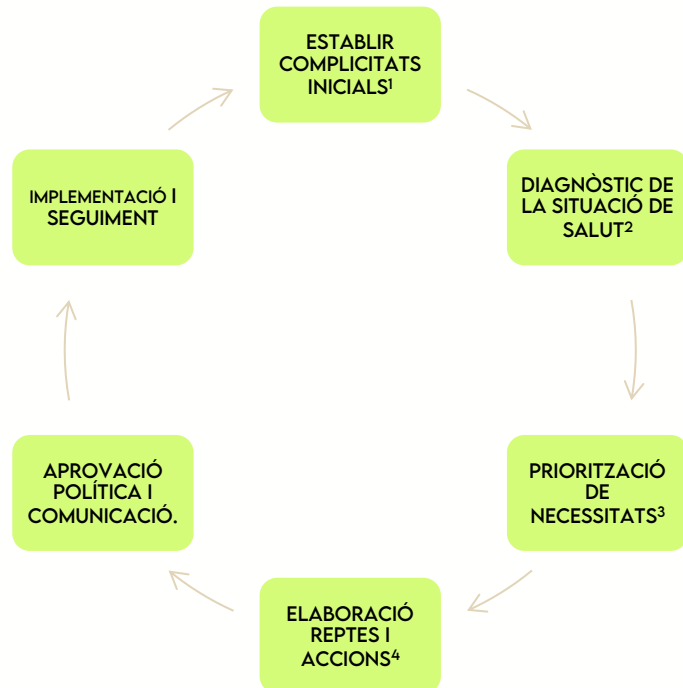 ESTABLIR
COMPLICITATS
INICIALS¹
DIAGNÒSTIC DE
LA SITUACIÓ DE
SALUT²
PRIORITZACIÓ
DE
NECESSITATS³
ELABORACIÓ
REPTES I
ACCIONS⁴
APROVACIÓ
POLÍTICA I
COMUNICACIÓ.
IMPLEMENTACIÓ I
SEGUIMENT